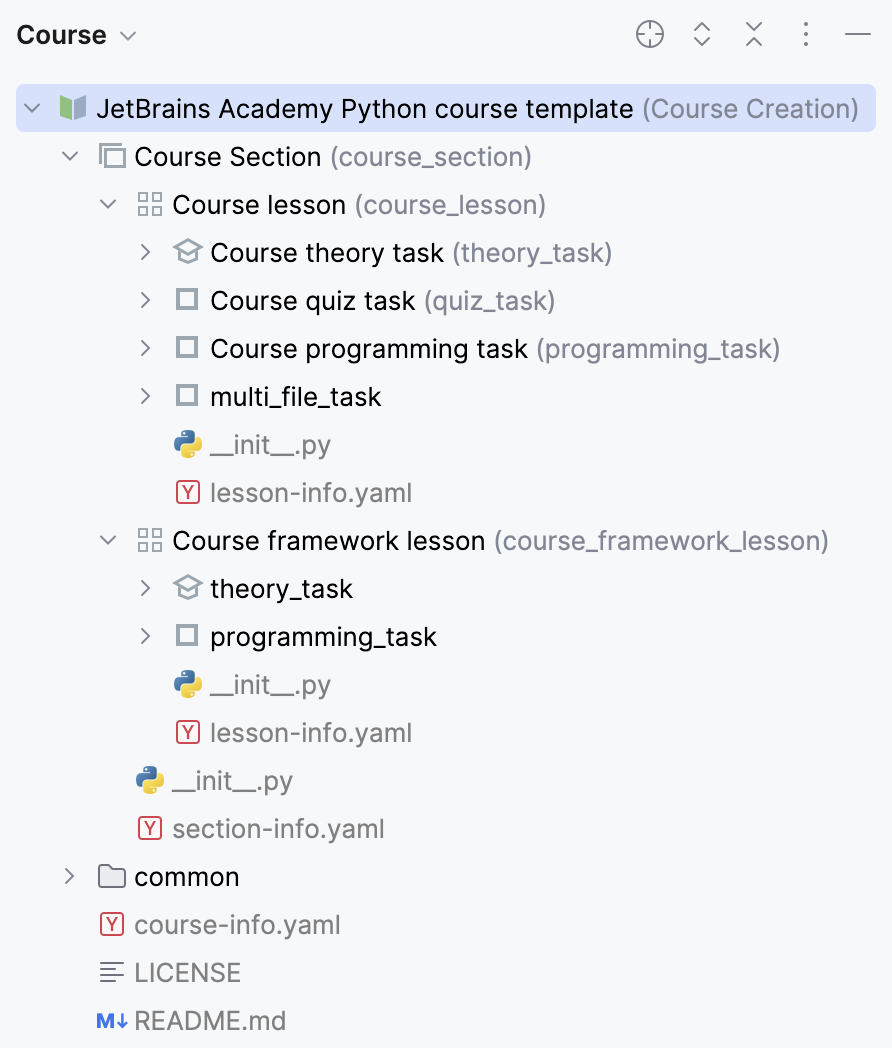 Course
JetBrains Academy Python course template (Course Creation)
Course Section (course_section)
Course lesson (course_lesson)
Course theory task (theory_task)
Course quiz task (quiz_task)
Course programming task (programming_task)
multi_file_task
__init__.py
Y lesson-info.yaml
Course framework lesson (course_framework_lesson)
theory_task
programming_task
__init__.py
Y lesson-info.yaml
__init__.py
Y section-info.yaml
common
Y course-info.yaml
LICENSE
M↓ README.md